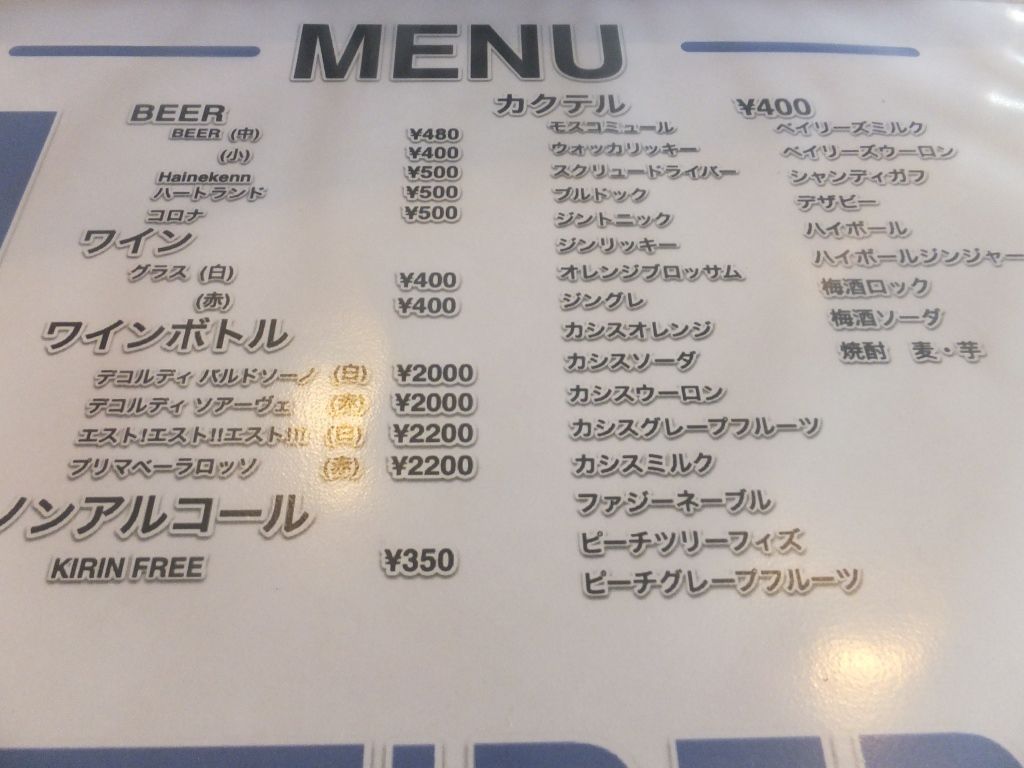 MENU
BEER
BEER (中) ¥480
(小) ¥400
Hainekenn ¥500
ハートランド ¥500
コロナ ¥500
ワイン
グラス (白) ¥400
(赤) ¥400
ワインボトル
デコルディ バルドソーノ (白) ¥2000
デコルディ ソアーヴェ (赤) ¥2000
エスト!エスト!!エスト!!! (白) ¥2200
プリマベーラロッソ (赤) ¥2200
ノンアルコール
KIRIN FREE ¥350
カクテル ¥400
モスコミュール
ウォッカリッキー
スクリュードライバー
ブルドック
ジントニック
ジンリッキー
オレンジブロッサム
ジングレ
カシスオレンジ
カシスソーダ
カシスウーロン
カシスグレープフルーツ
カシスミルク
ファジーネーブル
ピーチツリーフィズ
ピーチグレープフルーツ
ベイリーズミルク
ベイリーズウーロン
シャンディガフ
デザビー
ハイボール
ハイボールジンジャー
梅酒ロック
梅酒ソーダ
焼酎 麦・芋